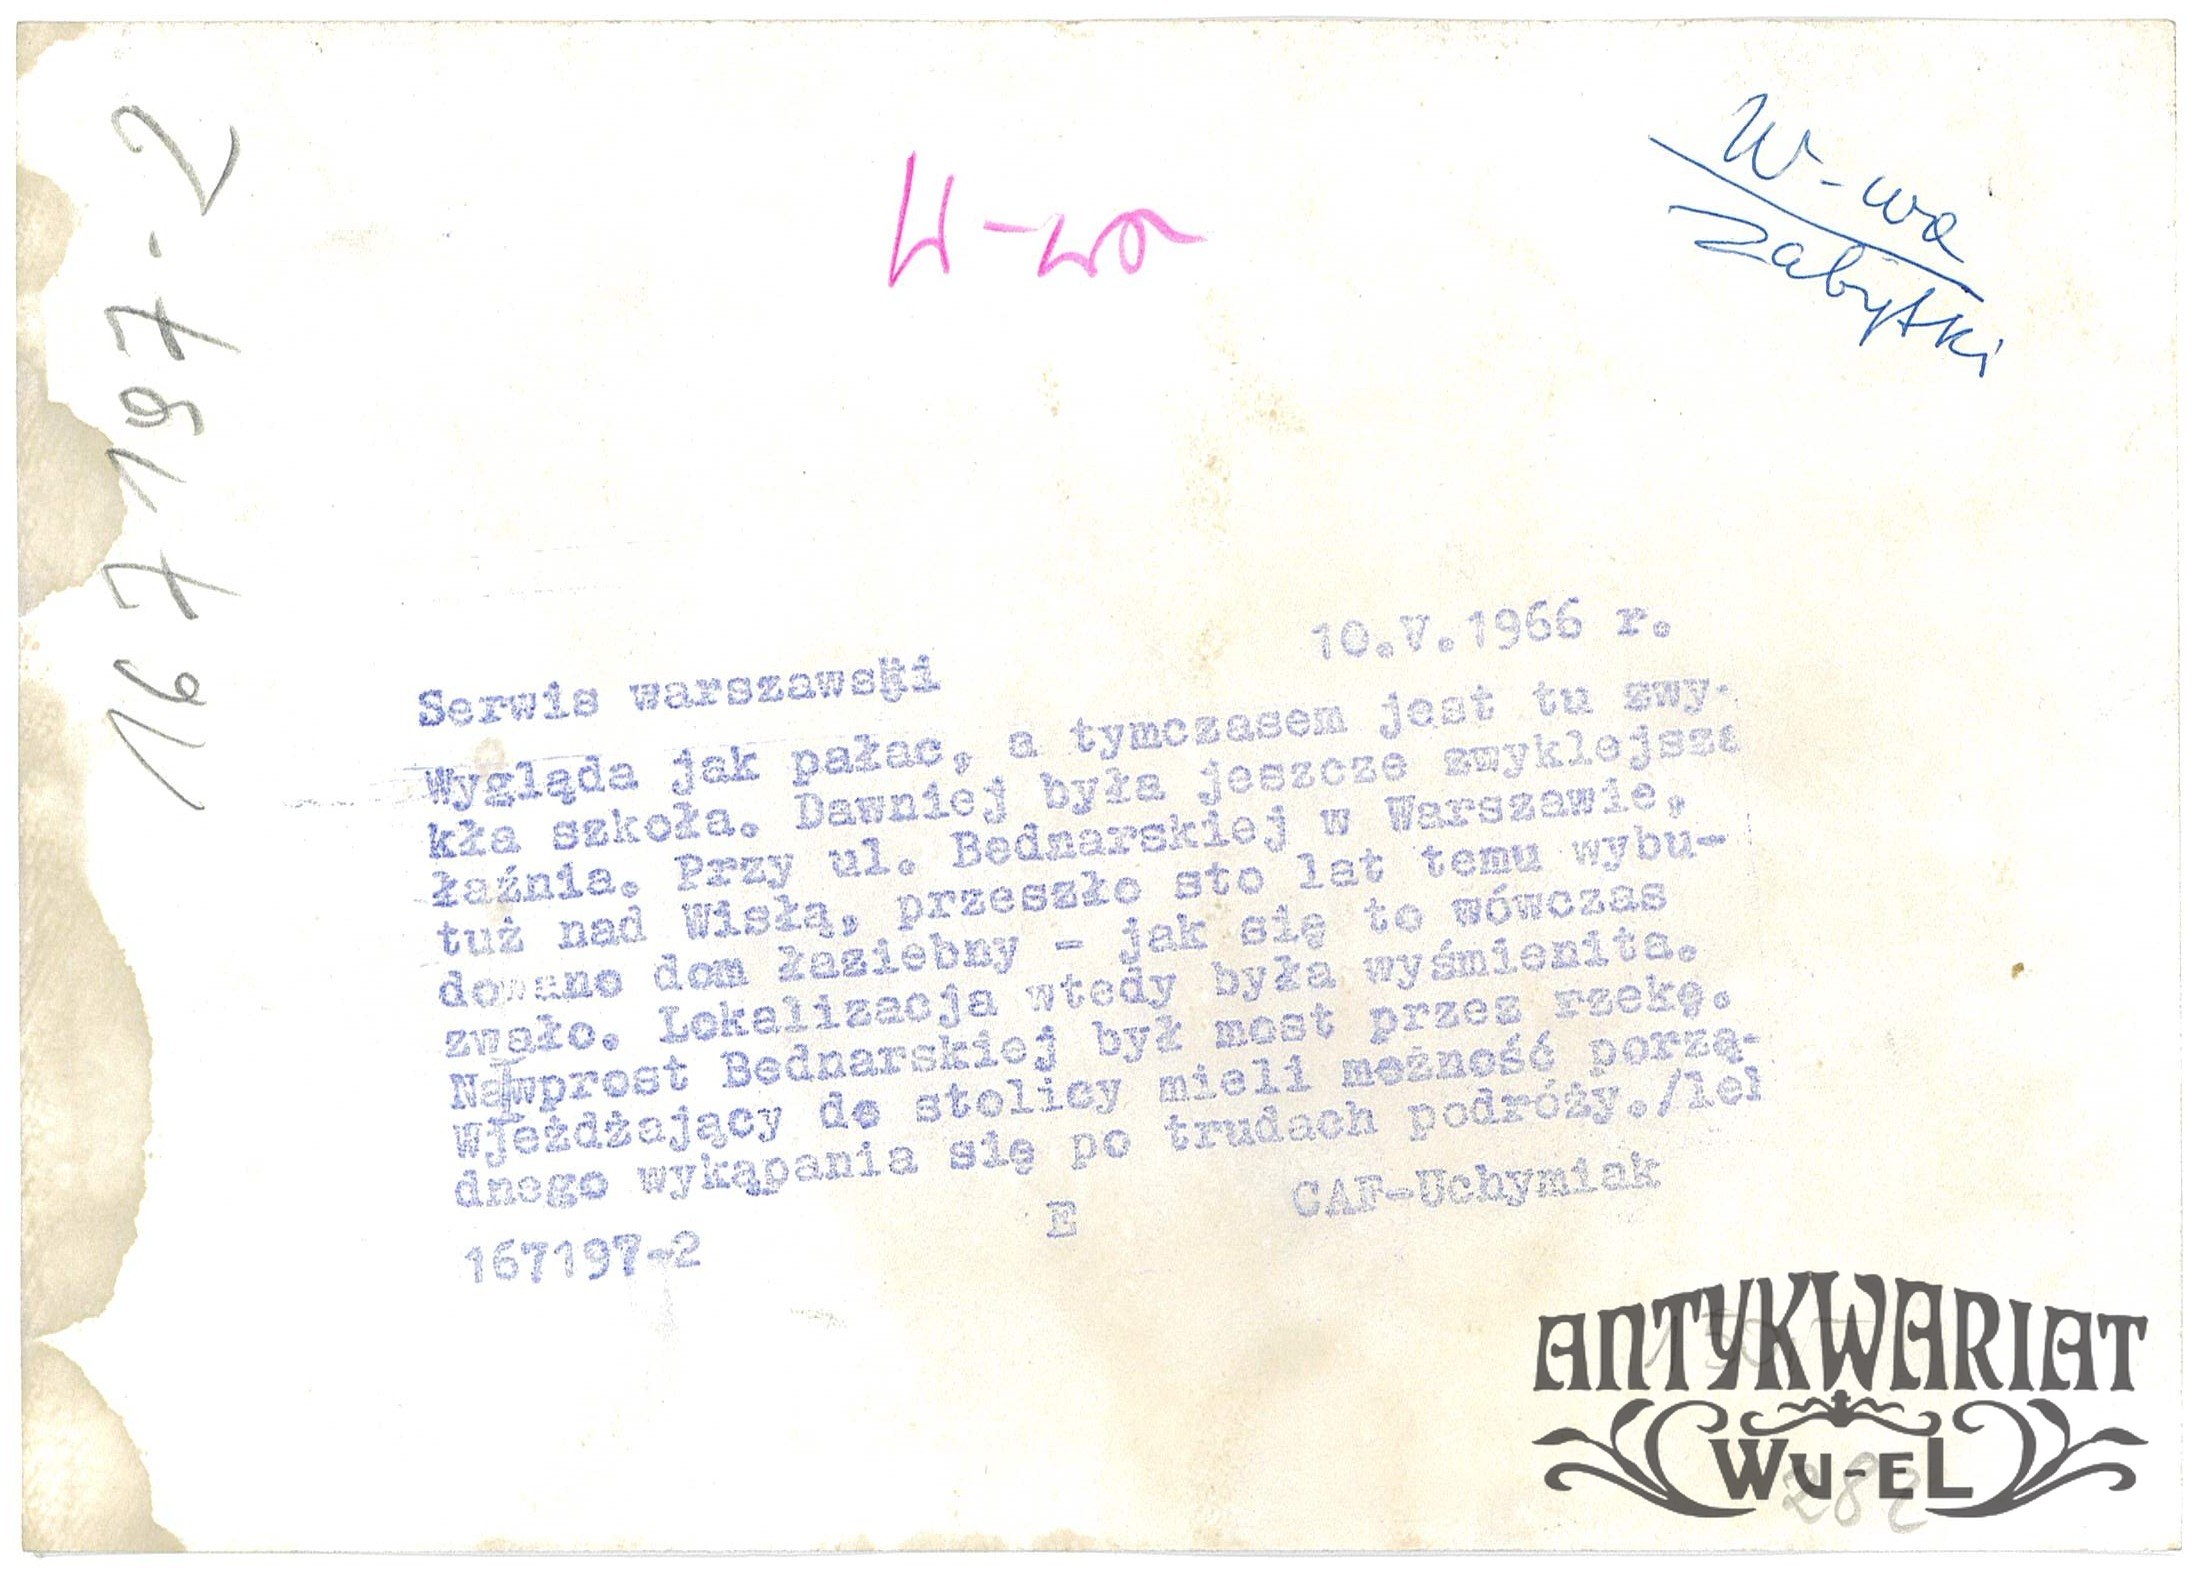 167197-2
W-wa
W-wa
zabytki
10.V.1966 r.
Serwis warszawski
Wygląda jak pałac, a tymczasem jest tu zwy-
kła szkoła. Dawniej była jeszcze zwyklejsza
łaźnia. Przy ul. Bednarskiej w Warszawie,
tuż nad Wisłą, przeszło sto lat temu wybu-
dowano dom łaziebny - jak się to wówczas
zwało. Lokalizacja wtedy była wyśmienita.
Nawprost Bednarskiej był most przez rzekę.
Wjeżdżający do stolicy mieli możność porzą-
dnego wykąpania się po trudach podróży./lel
E CAF-Uchymiak
167197-2
ANTYKWARIAT
WU-EL